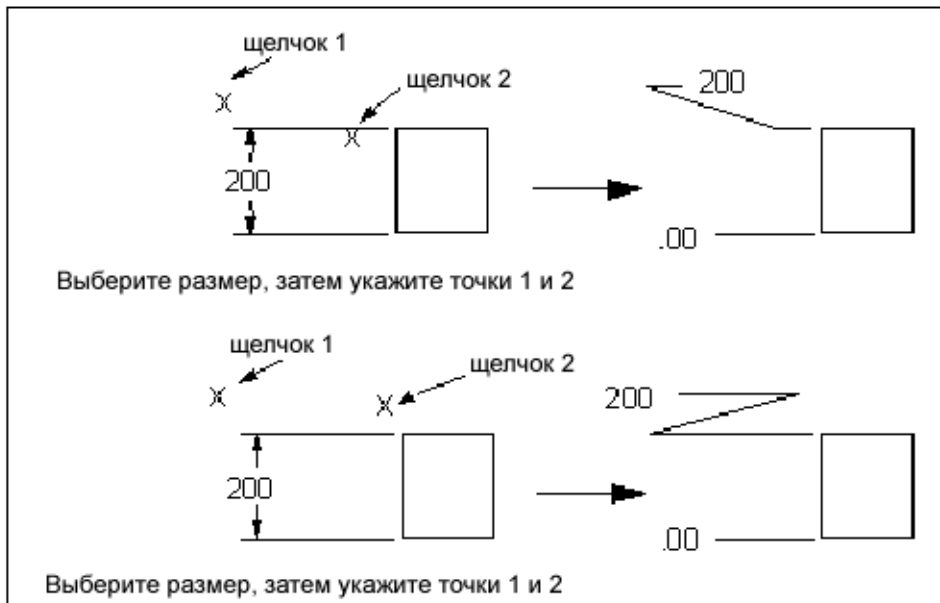 щелчок 1
щелчок 2
200
200
.00
Выберите размер, затем укажите точки 1 и 2
щелчок 1
щелчок 2
200
200
.00
Выберите размер, затем укажите точки 1 и 2